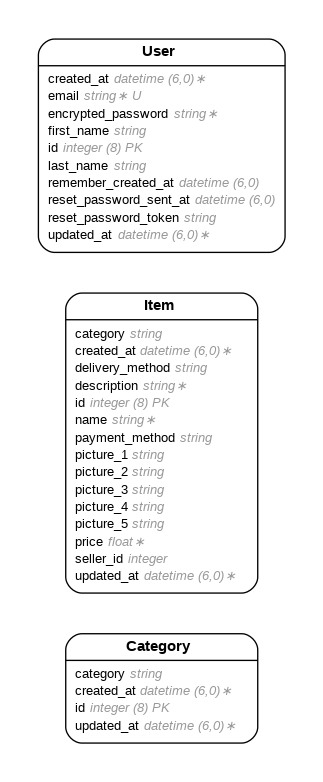 User
created_at datetime (6,0)∗
email string∗ U
encrypted_password string∗
first_name string
id integer (8) PK
last_name string
remember_created_at datetime (6,0)
reset_password_sent_at datetime (6,0)
reset_password_token string
updated_at datetime (6,0)∗
Item
category string
created_at datetime (6,0)∗
delivery_method string
description string∗
id integer (8) PK
name string∗
payment_method string
picture_1 string
picture_2 string
picture_3 string
picture_4 string
picture_5 string
price float∗
seller_id integer
updated_at datetime (6,0)∗
Category
category string
created_at datetime (6,0)∗
id integer (8) PK
updated_at datetime (6,0)∗